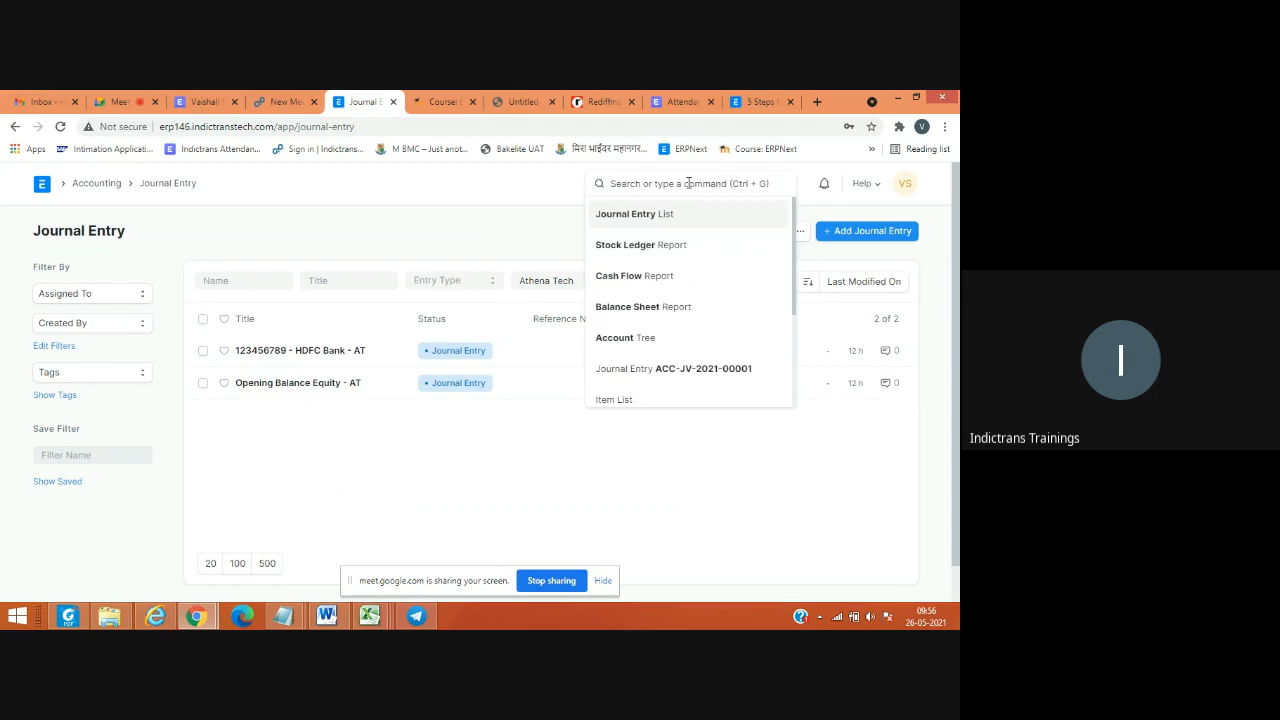 Inbox - v
Meet
Vaishali S
New Me
Journal E
Course: E
Untitled
Rediffma
Attendan
5 Steps t
Not secure
erp146.indictranstech.com/app/journal-entry
V
Apps
Intimation Applicati...
Indictrans Attendan...
Sign in | Indictrans...
M BMC – Just anot...
Bakelite UAT
मिरा भाईंदर महानगर...
ERPNext
Course: ERPNext
»
Reading list
E
Accounting
Journal Entry
Search or type a command (Ctrl + G)
Help
VS
Journal Entry
...
+ Add Journal Entry
Journal Entry List
Stock Ledger Report
Cash Flow Report
Balance Sheet Report
Account Tree
Journal Entry ACC-JV-2021-00001
Item List
Filter By
Assigned To
Created By
Edit Filters
Tags
Show Tags
Save Filter
Filter Name
Show Saved
Name
Title
Entry Type
Athena Tech
Last Modified On
Title
Status
Reference N
2 of 2
123456789 - HDFC Bank - AT
• Journal Entry
-
12 h
0
Opening Balance Equity - AT
• Journal Entry
-
12 h
0
20
100
500
meet.google.com is sharing your screen.
Stop sharing
Hide
09:56
26-05-2021
I
Indictrans Trainings